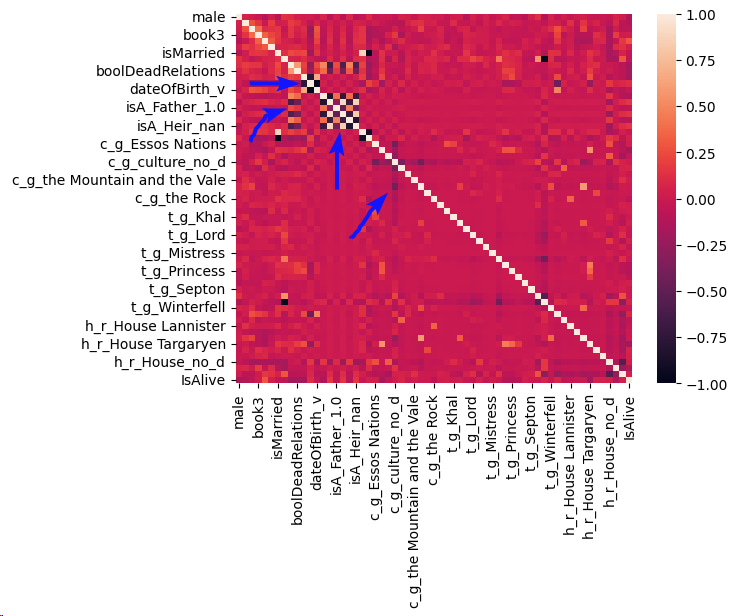 male
book3
isMarried
boolDeadRelations
dateOfBirth_v
isA_Father_1.0
isA_Heir_nan
c_g_Essos Nations
c_g_culture_no_d
c_g_the Mountain and the Vale
c_g_the Rock
t_g_Khal
t_g_Lord
t_g_Mistress
t_g_Princess
t_g_Septon
t_g_Winterfell
h_r_House Lannister
h_r_House Targaryen
h_r_House_no_d
IsAlive
male
book3
isMarried
boolDeadRelations
dateOfBirth_v
isA_Father_1.0
isA_Heir_nan
c_g_Essos Nations
c_g_culture_no_d
c_g_the Mountain and the Vale
c_g_the Rock
t_g_Khal
t_g_Lord
t_g_Mistress
t_g_Princess
t_g_Septon
t_g_Winterfell
h_r_House Lannister
h_r_House Targaryen
h_r_House_no_d
IsAlive
1.00
0.75
0.50
0.25
0.00
−0.25
−0.50
−0.75
−1.00